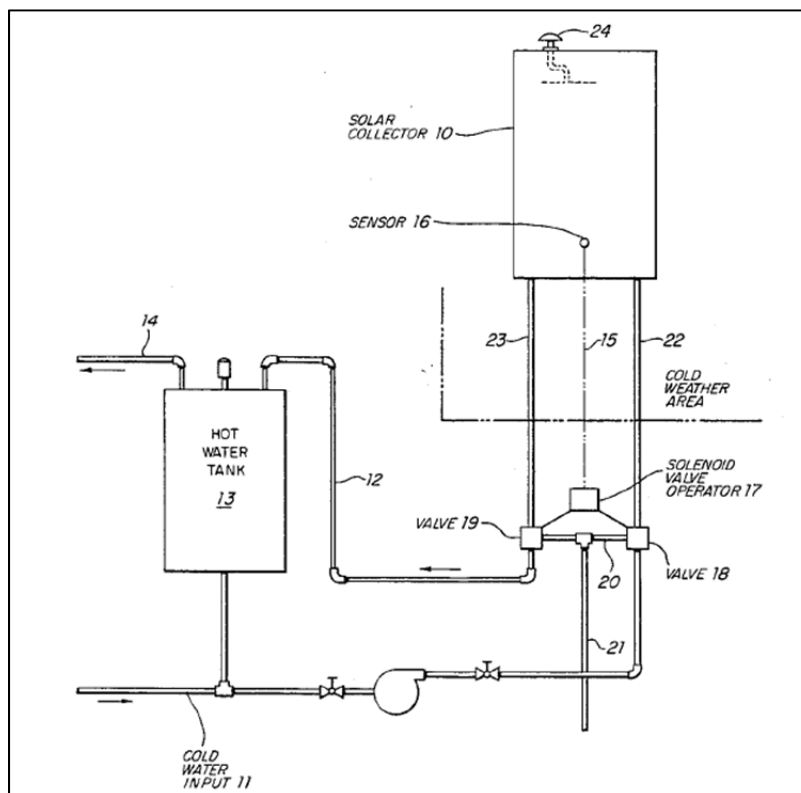 24
SOLAR
COLLECTOR 10
SENSOR 16
14
23
15
22
COLD
WEATHER
AREA
HOT
WATER
TANK
13
12
SOLENOID
VALVE
OPERATOR 17
VALVE 19
20
VALVE 18
21
COLD
WATER
INPUT 11